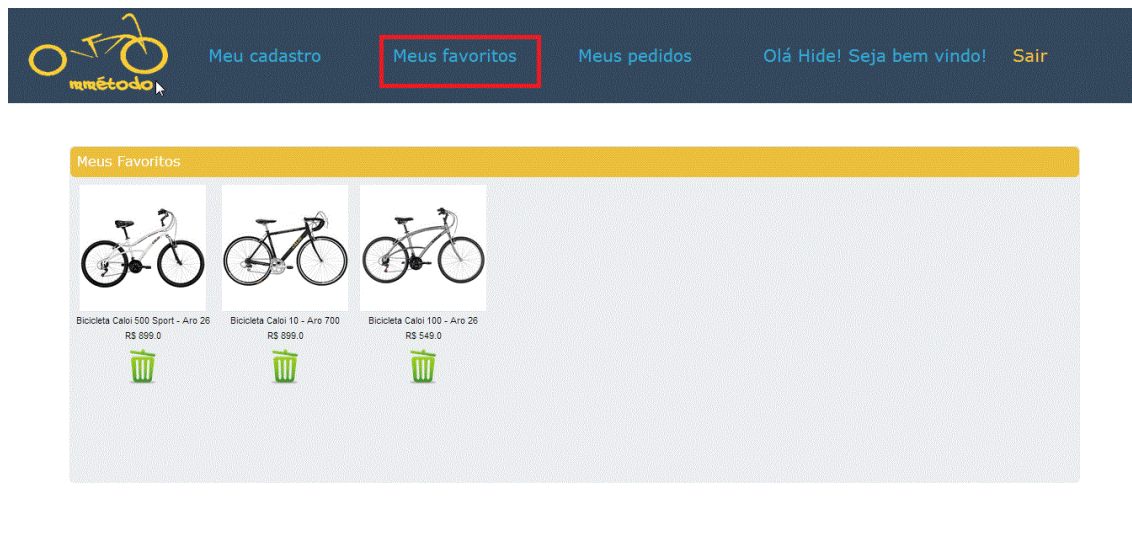 Meu cadastro Meus favoritos Meus pedidos Olá Hide! Seja bem vindo! Sair
mmétodo
Meus Favoritos
Bicicleta Caloi 500 Sport - Aro 26 Bicicleta Caloi 10 - Aro 700 Bicicleta Caloi 100 - Aro 26
R$ 899.0 R$ 899.0 R$ 549.0